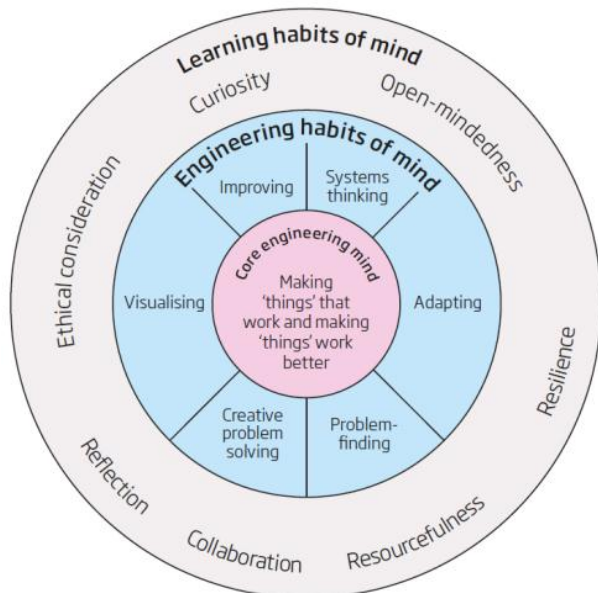 Learning habits of mind
Curiosity
Open-mindedness
Resilience
Resourcefulness
Collaboration
Reflection
Ethical consideration
Engineering habits of mind
Improving
Systems
thinking
Adapting
Problem-
finding
Creative
problem
solving
Visualising
Core engineering mind
Making
‘things’ that
work and making
‘things’ work
better